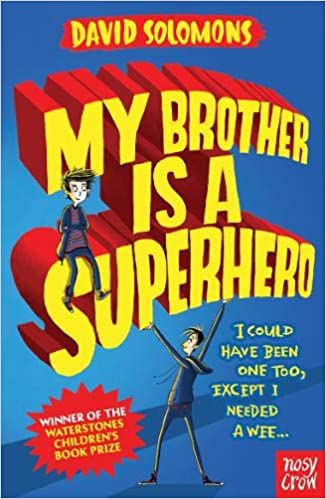 DAVID SOLOMONS
MY BROTHER
IS A
SUPERHERO
I COULD
HAVE BEEN
ONE TOO,
EXCEPT I
NEEDED
A WEE...
WINNER OF THE
WATERSTONES
CHILDREN'S
BOOK PRIZE
nosy
crow